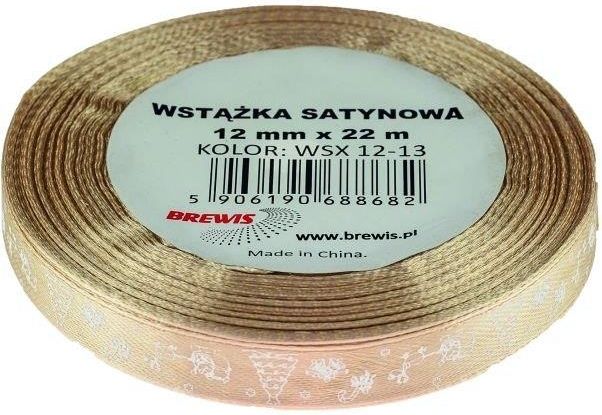 WSTĄŻKA SATYNOWA
12 mm x 22 m
KOLOR: WSX 12-13
5 906190 688682
BREWIS
www.brewis.pl
Made in China.